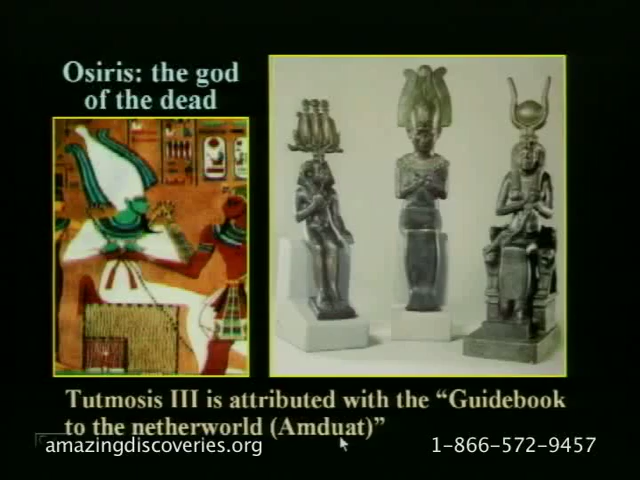 Osiris: the god
of the dead
Tutmosis III is attributed with the “Guidebook
to the netherworld (Amduat)”
amazingdiscoveries.org 1-866-572-9457